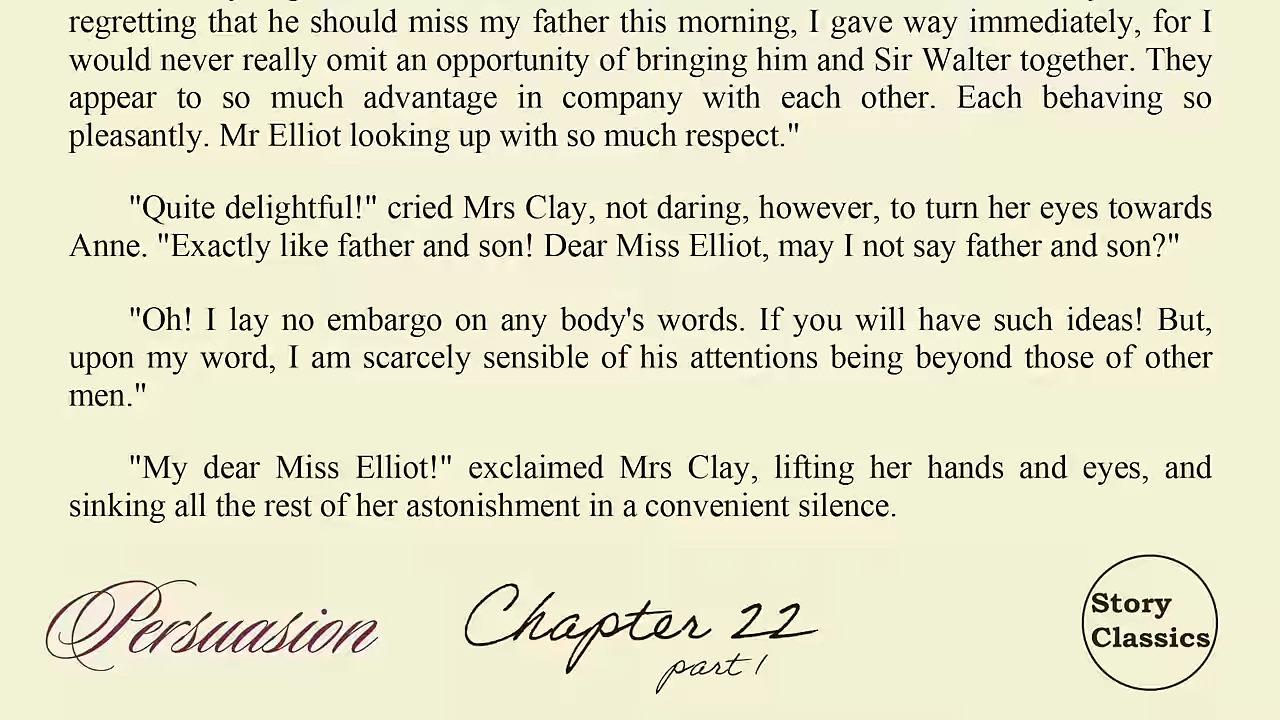 regretting that he should miss my father this morning, I gave way immediately, for I
would never really omit an opportunity of bringing him and Sir Walter together. They
appear to so much advantage in company with each other. Each behaving so
pleasantly. Mr Elliot looking up with so much respect."
"Quite delightful!" cried Mrs Clay, not daring, however, to turn her eyes towards
Anne. "Exactly like father and son! Dear Miss Elliot, may I not say father and son?"
"Oh! I lay no embargo on any body's words. If you will have such ideas! But,
upon my word, I am scarcely sensible of his attentions being beyond those of other
men."
"My dear Miss Elliot!" exclaimed Mrs Clay, lifting her hands and eyes, and
sinking all the rest of her astonishment in a convenient silence.
Persuasion
Chapter 22
part 1
Story
Classics